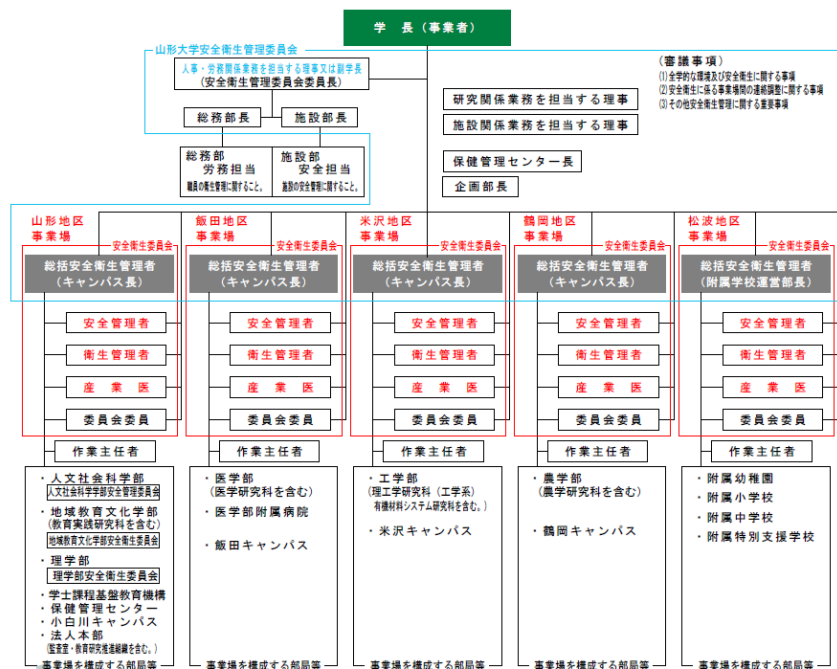 学 長（事業者）
山形大学安全衛生管理委員会
人事・労務関係業務を担当する理事又は副学長
（安全衛生管理委員会委員長）
総務部長
施設部長
総務部
労務担当
職員の衛生管理に関すること。
施設部
安全担当
施設の安全管理に関すること。
研究関係業務を担当する理事
施設関係業務を担当する理事
保健管理センター長
企画部長
（審議事項）
(1)全学的な環境及び安全衛生に関する事項
(2)安全衛生に係る事業場間の連絡調整に関する事項
(3)その他安全衛生管理に関する重要事項
山形地区
事業場
安全衛生委員会
総括安全衛生管理者
（キャンパス長）
安全管理者
衛生管理者
産 業 医
委員会委員
作業主任者
・人文社会科学部
人文社会科学学部安全管理委員会
・地域教育文化学部
（教育実践研究科を含む）
地域教育文化学部安全衛生委員会
・理学部
理学部安全衛生委員会
・学士課程基盤教育機構
・保健管理センター
・小白川キャンパス
・法人本部
（監査室・教育研究推進組織を含む。）
事業場を構成する部局等
飯田地区
事業場
安全衛生委員会
総括安全衛生管理者
（キャンパス長）
安全管理者
衛生管理者
産 業 医
委員会委員
作業主任者
・医学部
（医学研究科を含む）
・医学部附属病院
・飯田キャンパス
事業場を構成する部局等
米沢地区
事業場
安全衛生委員会
総括安全衛生管理者
（キャンパス長）
安全管理者
衛生管理者
産 業 医
委員会委員
作業主任者
・工学部
（理工学研究科（工学系）
有機材料システム研究科を含む。）
・米沢キャンパス
事業場を構成する部局等
鶴岡地区
事業場
安全衛生委員会
総括安全衛生管理者
（キャンパス長）
安全管理者
衛生管理者
産 業 医
委員会委員
作業主任者
・農学部
（農学研究科を含む）
・鶴岡キャンパス
事業場を構成する部局等
松波地区
事業場
安全衛生委員会
総括安全衛生管理者
（附属学校運営部長）
安全管理者
衛生管理者
産 業 医
委員会委員
作業主任者
・附属幼稚園
・附属小学校
・附属中学校
・附属特別支援学校
事業場を構成する部局等